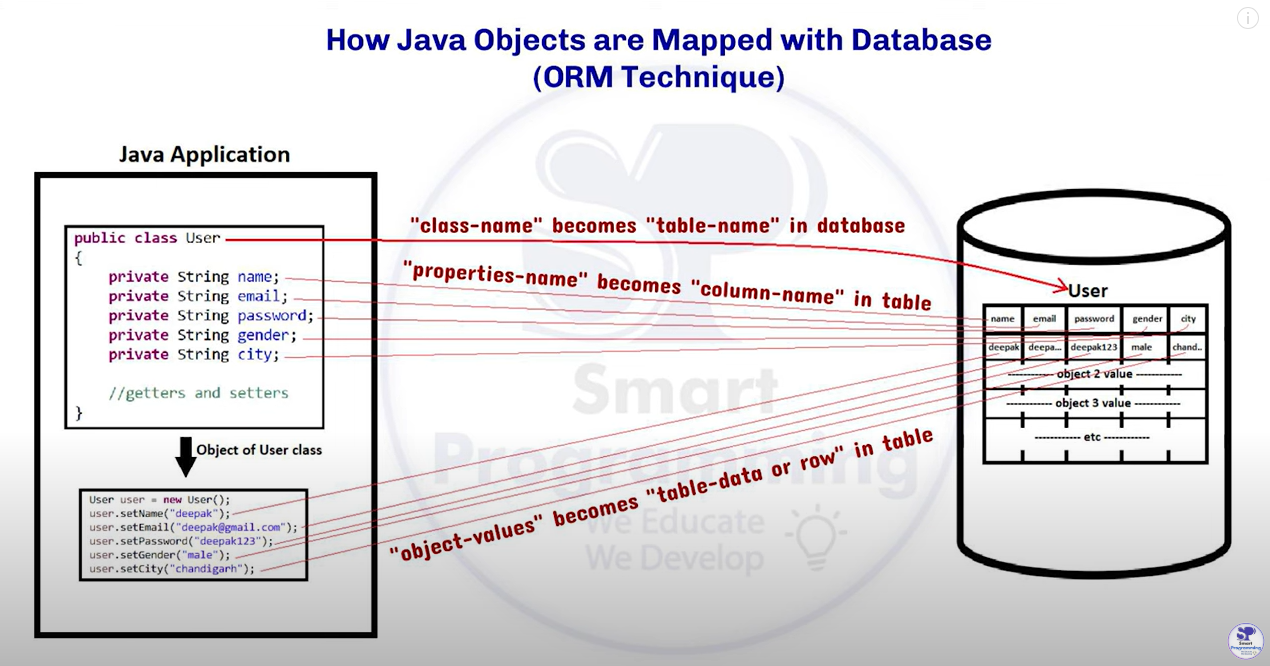 How Java Objects are Mapped with Database
(ORM Technique)
Java Application
public class User
{
private String name;
private String email;
private String password;
private String gender;
private String city;
//getters and setters
}
Object of User class
User user = new User();
user.setName("deepak");
user.setEmail("deepak@gmail.com");
user.setPassword("deepak123");
user.setGender("male");
user.setCity("chandigarh");
"class-name" becomes "table-name" in database
"properties-name" becomes "column-name" in table
"object-values" becomes "table-data or row" in table
User
name email password gender city
deepak deepa... deepak123 male chand..
------------ object 2 value ------------
------------ object 3 value ------------
------------ etc ------------
Smart
Programming
We Educate
We Develop
Smart
Programming